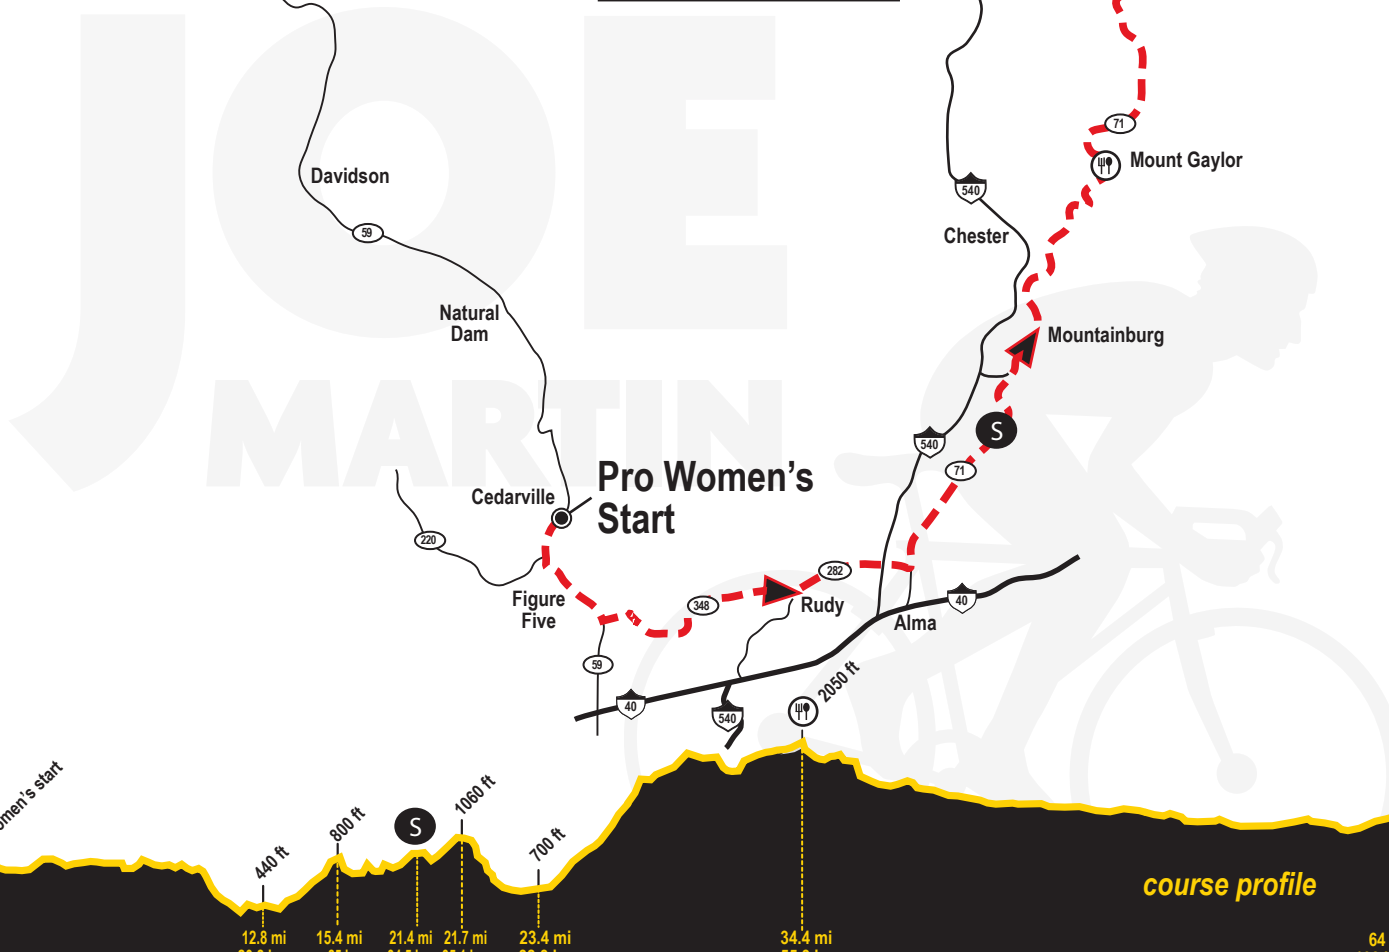 JOE
MARTIN
71
Mount Gaylor
Davidson
540
59
Chester
Natural
Dam
Mountainburg
S
540
71
Pro Women's
Start
Cedarville
220
282
Figure
Five
348
Rudy
40
Alma
59
40
540
2050 ft
omen's start
1060 ft
800 ft
S
700 ft
440 ft
course profile
12.8 mi
15.4 mi
21.4 mi
21.7 mi
23.4 mi
34.4 mi
64